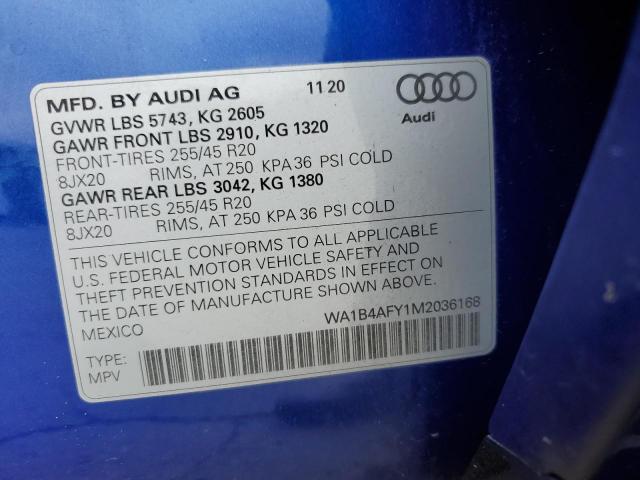 MFD. BY AUDI AG 11 20
GVWR LBS 5743, KG 2605
GAWR FRONT LBS 2910, KG 1320
FRONT-TIRES 255/45 R20
8JX20 RIMS, AT 250 KPA 36 PSI COLD
GAWR REAR LBS 3042, KG 1380
REAR-TIRES 255/45 R20
8JX20 RIMS, AT 250 KPA 36 PSI COLD
Audi
THIS VEHICLE CONFORMS TO ALL APPLICABLE
U.S. FEDERAL MOTOR VEHICLE SAFETY AND
THEFT PREVENTION STANDARDS IN EFFECT ON
THE DATE OF MANUFACTURE SHOWN ABOVE.
MEXICO
WA1B4AFY1M2036168
TYPE:
MPV